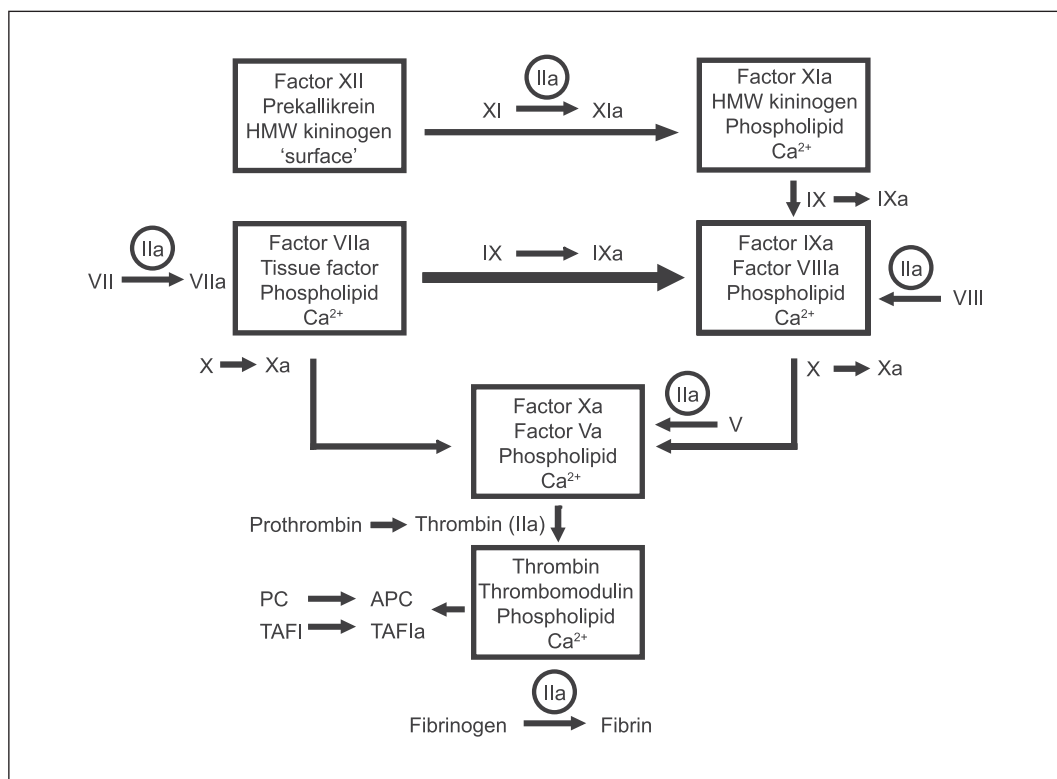 Factor XII
Prekallikrein
HMW kininogen
‘surface’
IIa
XI
XIa
Factor XIa
HMW kininogen
Phospholipid
Ca²⁺
IX
IXa
IIa
VII
VIIa
Factor VIIa
Tissue factor
Phospholipid
Ca²⁺
IX
IXa
Factor IXa
Factor VIIIa
Phospholipid
Ca²⁺
IIa
VIII
X
Xa
X
Xa
Factor Xa
Factor Va
Phospholipid
Ca²⁺
IIa
V
Prothrombin
Thrombin (IIa)
Thrombin
Thrombomodulin
Phospholipid
Ca²⁺
PC
APC
TAFI
TAFIa
IIa
Fibrinogen
Fibrin